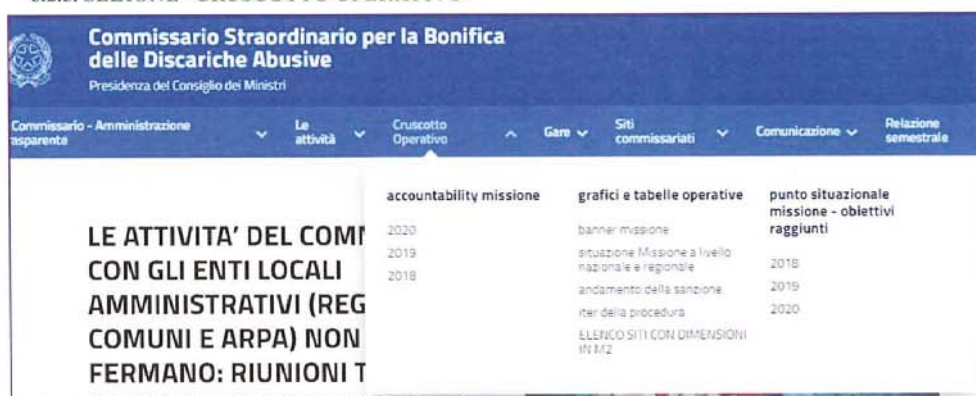 Commissario Straordinario per la Bonifica
delle Discariche Abusive
Presidenza del Consiglio dei Ministri
Commissario - Amministrazione
asparente
Le
attività
Cruscotto
Operativo
Gare
Siti
commissariati
Comunicazione
Relazione
semestrale
accountability missione
2020
2019
2018
grafici e tabelle operative
banner missione
situazione Missione a livello
nazionale e regionale
andamento della sanzione
iter della procedura
ELENCO SITI CON DIMENSIONI
IN M2
punto situazionale
missione - obiettivi
raggiunti
2018
2019
2020
LE ATTIVITA' DEL COM
CON GLI ENTI LOCALI
AMMINISTRATIVI (REG
COMUNI E ARPA) NON
FERMANO: RIUNIONI T